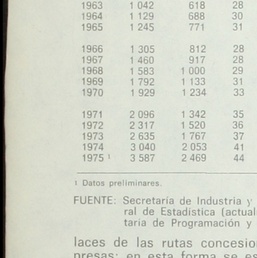 1963 1 042 618 28
1964 1 129 688 30
1965 1 245 771 31
1966 1 305 812 28
1967 1 460 917 28
1968 1 583 1 000 29
1969 1 792 1 133 31
1970 1 929 1 234 33
1971 2 096 1 342 35
1972 2 317 1 520 36
1973 2 635 1 767 37
1974 3 040 2 053 41
1975 ¹ 3 587 2 469 44
¹ Datos preliminares.
FUENTE: Secretaría de Industria y
ral de Estadística (actual
taría de Programación y
laces de las rutas concesio
presas; en esta forma se es